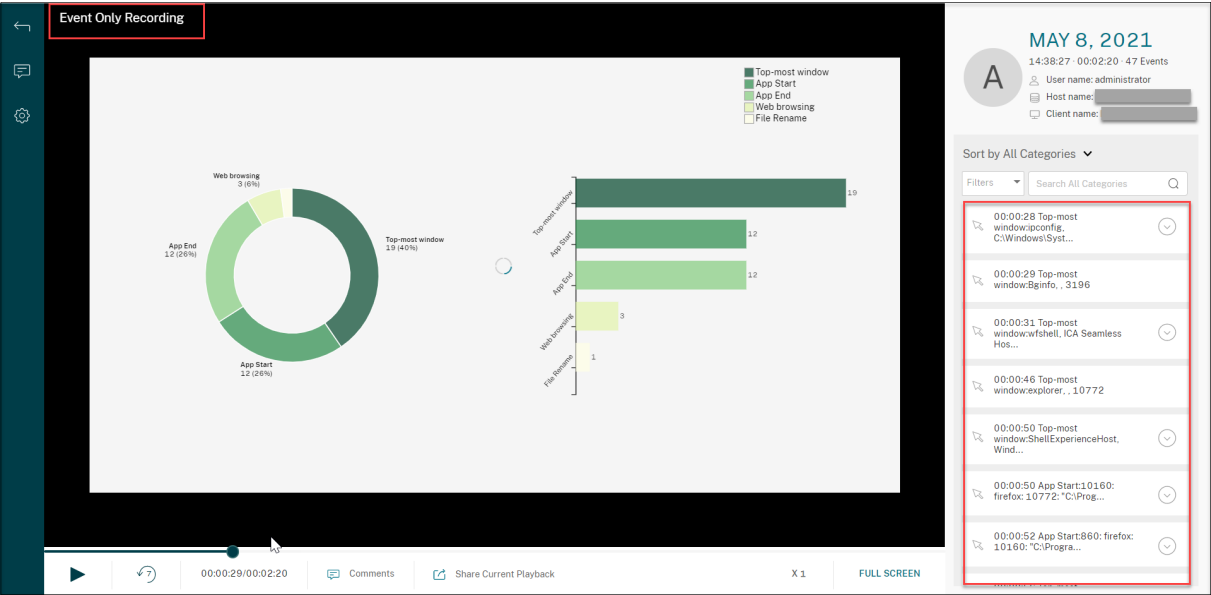 Event Only Recording
Top-most window
App Start
App End
Web browsing
File Rename
Web browsing
3 (6%)
App End
12 (26%)
Top-most window
19 (40%)
App Start
12 (26%)
Top-most window
19
App Start
12
App End
12
Web browsing
3
File Rename
1
7
00:00:29/00:02:20
Comments
Share Current Playback
X 1
FULL SCREEN
A
MAY 8, 2021
14:38:27 · 00:02:20 · 47 Events
User name: administrator
Host name:
Client name:
Sort by All Categories
Filters
Search All Categories
00:00:28 Top-most
window:ipconfig,
C:\Windows\Syst...
00:00:29 Top-most
window:Bginfo, , 3196
00:00:31 Top-most
window:wfshell, ICA Seamless
Hos...
00:00:46 Top-most
window:explorer, , 10772
00:00:50 Top-most
window:ShellExperienceHost,
Wind...
00:00:50 App Start:10160:
firefox: 10772: "C:\Prog...
00:00:52 App Start:860: firefox:
10160: "C:\Progra...